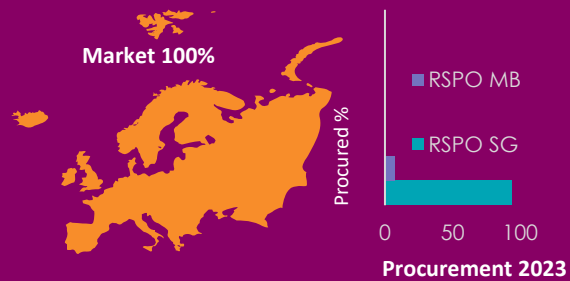 Market 100%
Procured %
RSPO MB
RSPO SG
0 50 100
Procurement 2023